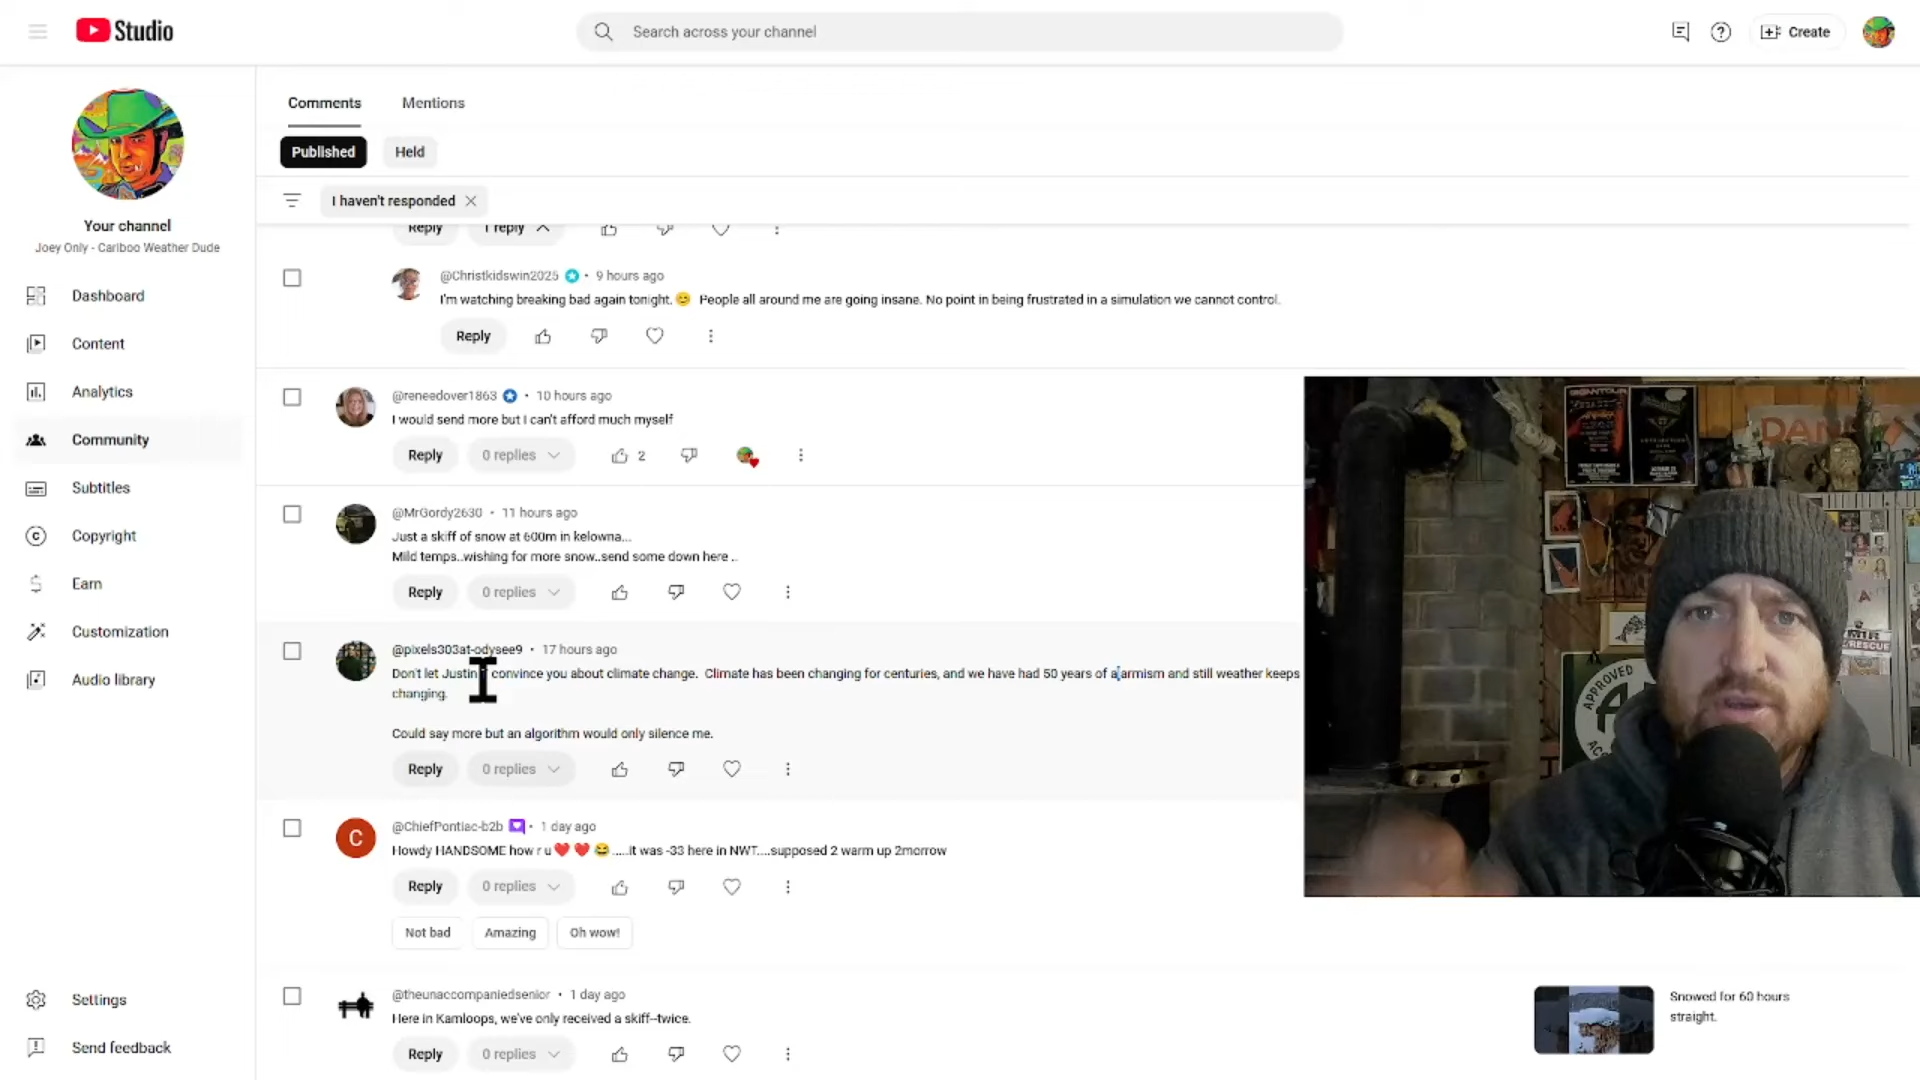 Studio
Search across your channel
Create
Your channel
Joey Only - Cariboo Weather Dude
Dashboard
Content
Analytics
Community
Subtitles
Copyright
Earn
Customization
Audio library
Settings
Send feedback
Comments
Mentions
Published
Held
I haven't responded
Reply
1 reply
@Christkidswin2025 • 9 hours ago
I'm watching breaking bad again tonight. 😊 People all around me are going insane. No point in being frustrated in a simulation we cannot control.
Reply
@reneedover1863 • 10 hours ago
I would send more but I can't afford much myself
Reply 0 replies 2
@MrGordy2630 • 11 hours ago
Just a skiff of snow at 600m in kelowna...
Mild temps..wishing for more snow..send some down here ..
Reply 0 replies
@pixels303at-odysee9 • 17 hours ago
Don't let Justin convince you about climate change. Climate has been changing for centuries, and we have had 50 years of alarmism and still weather keeps
changing.
Could say more but an algorithm would only silence me.
Reply 0 replies
C
@ChiefPontiac-b2b • 1 day ago
Howdy HANDSOME how r u❤️ ❤️ 😂.....it was -33 here in NWT....supposed 2 warm up 2morrow
Reply 0 replies
Not bad
Amazing
Oh wow!
@theunaccompaniedsenior • 1 day ago
Here in Kamloops, we've only received a skiff--twice.
Reply 0 replies
Snowed for 60 hours
straight.
APPROVED
RESCUE